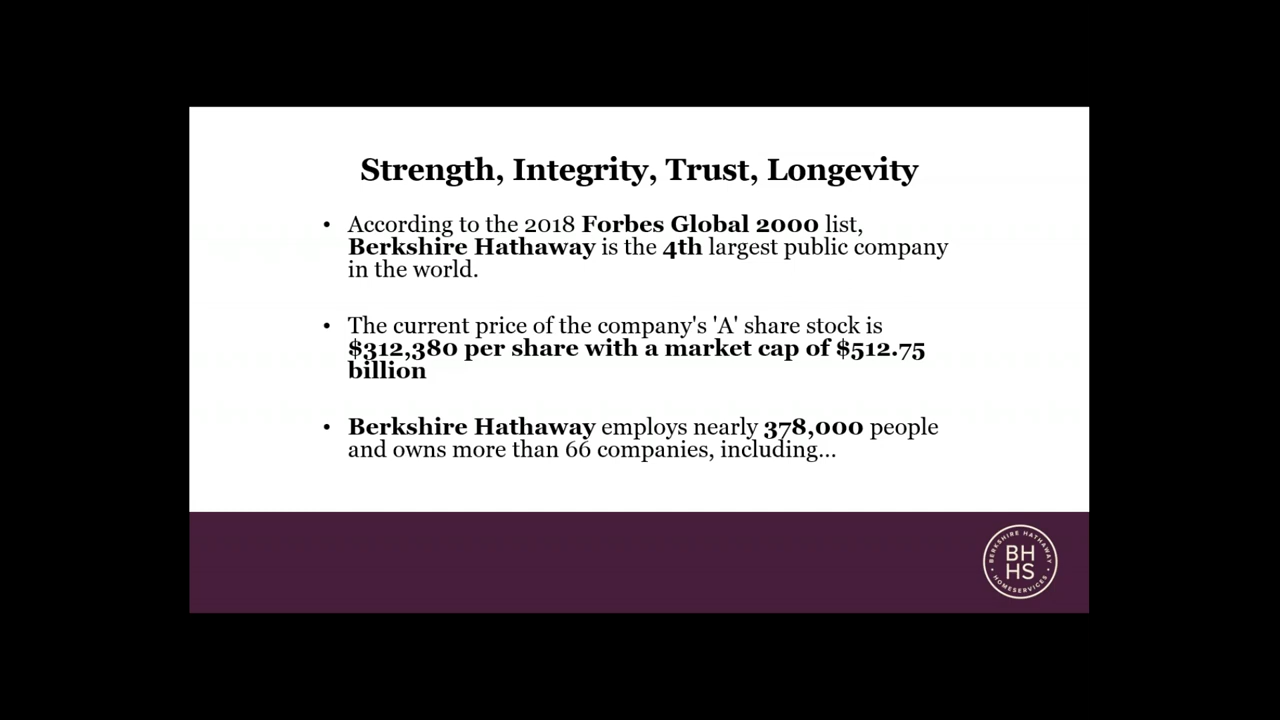 Strength, Integrity, Trust, Longevity
• According to the 2018 Forbes Global 2000 list,
Berkshire Hathaway is the 4th largest public company
in the world.
• The current price of the company's 'A' share stock is
$312,380 per share with a market cap of $512.75
billion
• Berkshire Hathaway employs nearly 378,000 people
and owns more than 66 companies, including...
BERKSHIRE HATHAWAY
BH
HS
HOMESERVICES